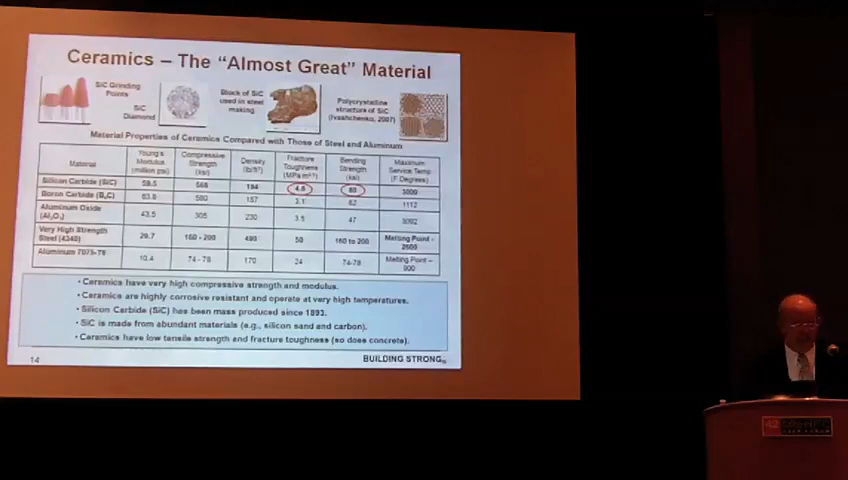 Ceramics – The "Almost Great" Material
SiC Grinding
Points
SiC
Diamond
Block of SiC
used in steel
making
Polycrystalline
structure of SiC
(Ivashchenko, 2007)
Material Properties of Ceramics Compared with Those of Steel and Aluminum
Material
Young's
Modulus
(million psi)
Compressive
Strength
(ksi)
Density
(lb/ft³)
Fracture
Toughness
Bending
Strength
(ksi)
Maximum
Service Temp
(F Degrees)
Silicon Carbide (SiC) 59.5 566 194 4.6 80 3000
Boron Carbide (B₄C) 63.8 580 157 3.1 62 1112
Aluminum Oxide
(Al₂O₃)
43.5 305 230 3.5 47 3092
Very High Strength
Steel (4340)
29.7 160 - 200 490 50 160 to 200
Melting Point -
2600
Aluminum 7075-T6
10.4 74 - 78 170 24 74-78
Melting Point –
900
• Ceramics have very high compressive strength and modulus.
• Ceramics are highly corrosive resistant and operate at very high temperatures.
• Silicon Carbide (SiC) has been mass produced since 1893.
• SiC is made from abundant materials (e.g., silicon sand and carbon).
• Ceramics have low tensile strength and fracture toughness (so does concrete).
14
BUILDING STRONG®
42